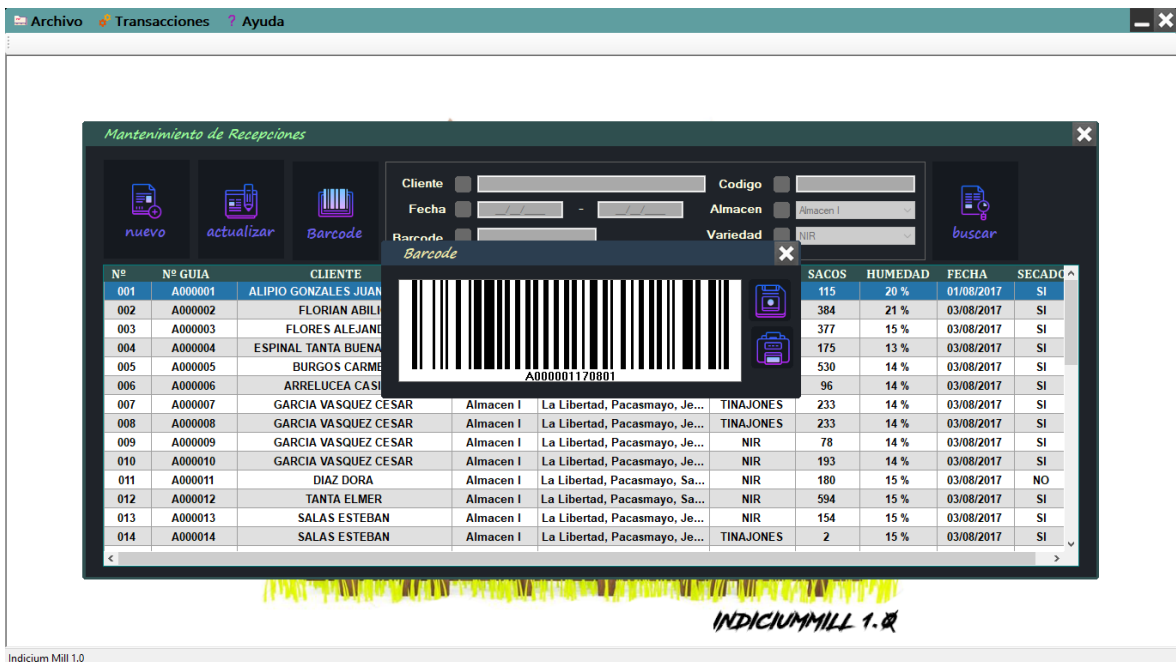 Archivo Transacciones ? Ayuda
Mantenimiento de Recepciones
Cliente Codigo
Fecha _/_/__ - _/_/__ Almacen Almacen I
nuevo actualizar Barcode Barcode Variedad NIR buscar
Barcode
A000001170801
Nº Nº GUIA CLIENTE SACOS HUMEDAD FECHA SECADO
001 A000001 ALIPIO GONZALES JUAN 115 20 % 01/08/2017 SI
002 A000002 FLORIAN ABILI 384 21 % 03/08/2017 SI
003 A000003 FLORES ALEJAND 377 15 % 03/08/2017 SI
004 A000004 ESPINAL TANTA BUENA 175 13 % 03/08/2017 SI
005 A000005 BURGOS CARME 530 14 % 03/08/2017 SI
006 A000006 ARRELUCEA CASI 96 14 % 03/08/2017 SI
007 A000007 GARCIA VASQUEZ CESAR Almacen I La Libertad, Pacasmayo, Je... TINAJONES 233 14 % 03/08/2017 SI
008 A000008 GARCIA VASQUEZ CESAR Almacen I La Libertad, Pacasmayo, Je... TINAJONES 233 14 % 03/08/2017 SI
009 A000009 GARCIA VASQUEZ CESAR Almacen I La Libertad, Pacasmayo, Je... NIR 78 14 % 03/08/2017 SI
010 A000010 GARCIA VASQUEZ CESAR Almacen I La Libertad, Pacasmayo, Je... NIR 193 14 % 03/08/2017 SI
011 A000011 DIAZ DORA Almacen I La Libertad, Pacasmayo, Sa... NIR 180 15 % 03/08/2017 NO
012 A000012 TANTA ELMER Almacen I La Libertad, Pacasmayo, Sa... NIR 594 15 % 03/08/2017 SI
013 A000013 SALAS ESTEBAN Almacen I La Libertad, Pacasmayo, Je... NIR 154 15 % 03/08/2017 SI
014 A000014 SALAS ESTEBAN Almacen I La Libertad, Pacasmayo, Je... TINAJONES 2 15 % 03/08/2017 SI
INDICIUMMILL 1.0
Indicium Mill 1.0